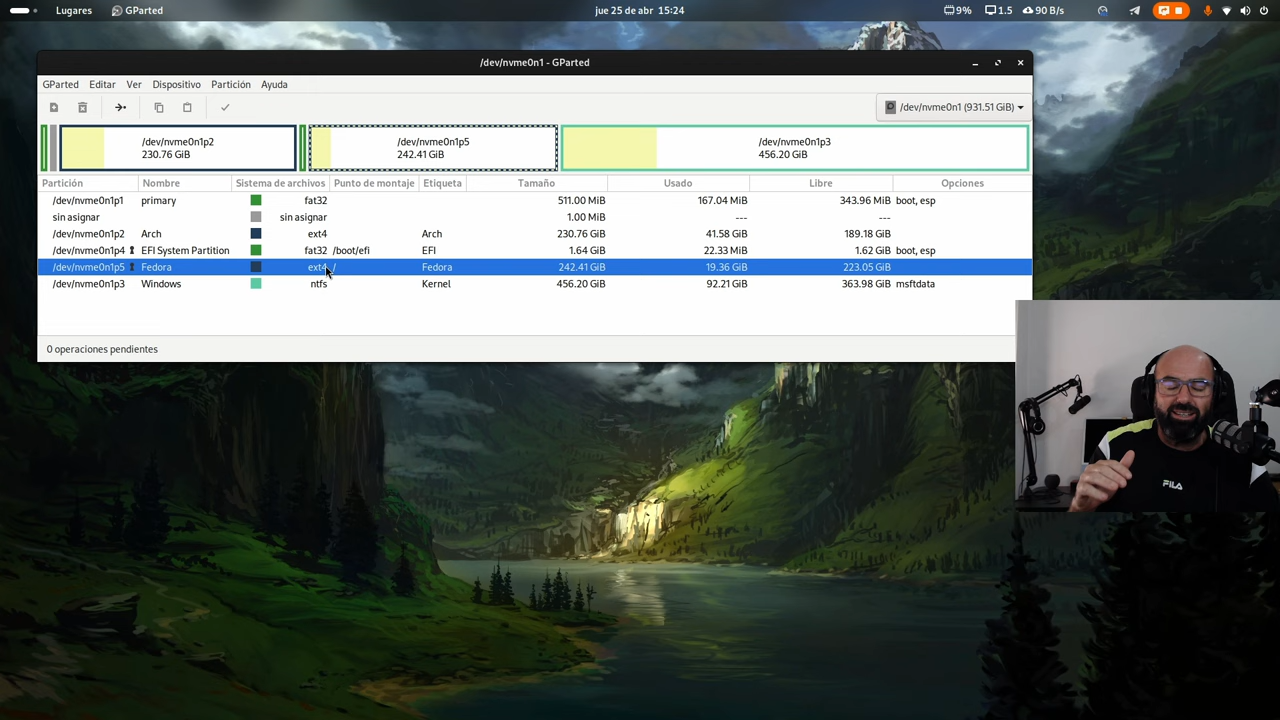 Lugares GParted jue 25 de abr 15:24 9% 1.5 90 B/s
/dev/nvme0n1 - GParted
GParted Editar Ver Dispositivo Partición Ayuda
/dev/nvme0n1 (931.51 GiB)
/dev/nvme0n1p2 /dev/nvme0n1p5 /dev/nvme0n1p3
230.76 GiB 242.41 GiB 456.20 GiB
Partición Nombre Sistema de archivos Punto de montaje Etiqueta Tamaño Usado Libre Opciones
/dev/nvme0n1p1 primary fat32 511.00 MiB 167.04 MiB 343.96 MiB boot, esp
sin asignar sin asignar 1.00 MiB --- ---
/dev/nvme0n1p2 Arch ext4 Arch 230.76 GiB 41.58 GiB 189.18 GiB
/dev/nvme0n1p4 EFI System Partition fat32 /boot/efi EFI 1.64 GiB 22.33 MiB 1.62 GiB boot, esp
/dev/nvme0n1p5 Fedora ext4 / Fedora 242.41 GiB 19.36 GiB 223.05 GiB
/dev/nvme0n1p3 Windows ntfs Kernel 456.20 GiB 92.21 GiB 363.98 GiB msftdata
0 operaciones pendientes
FILA